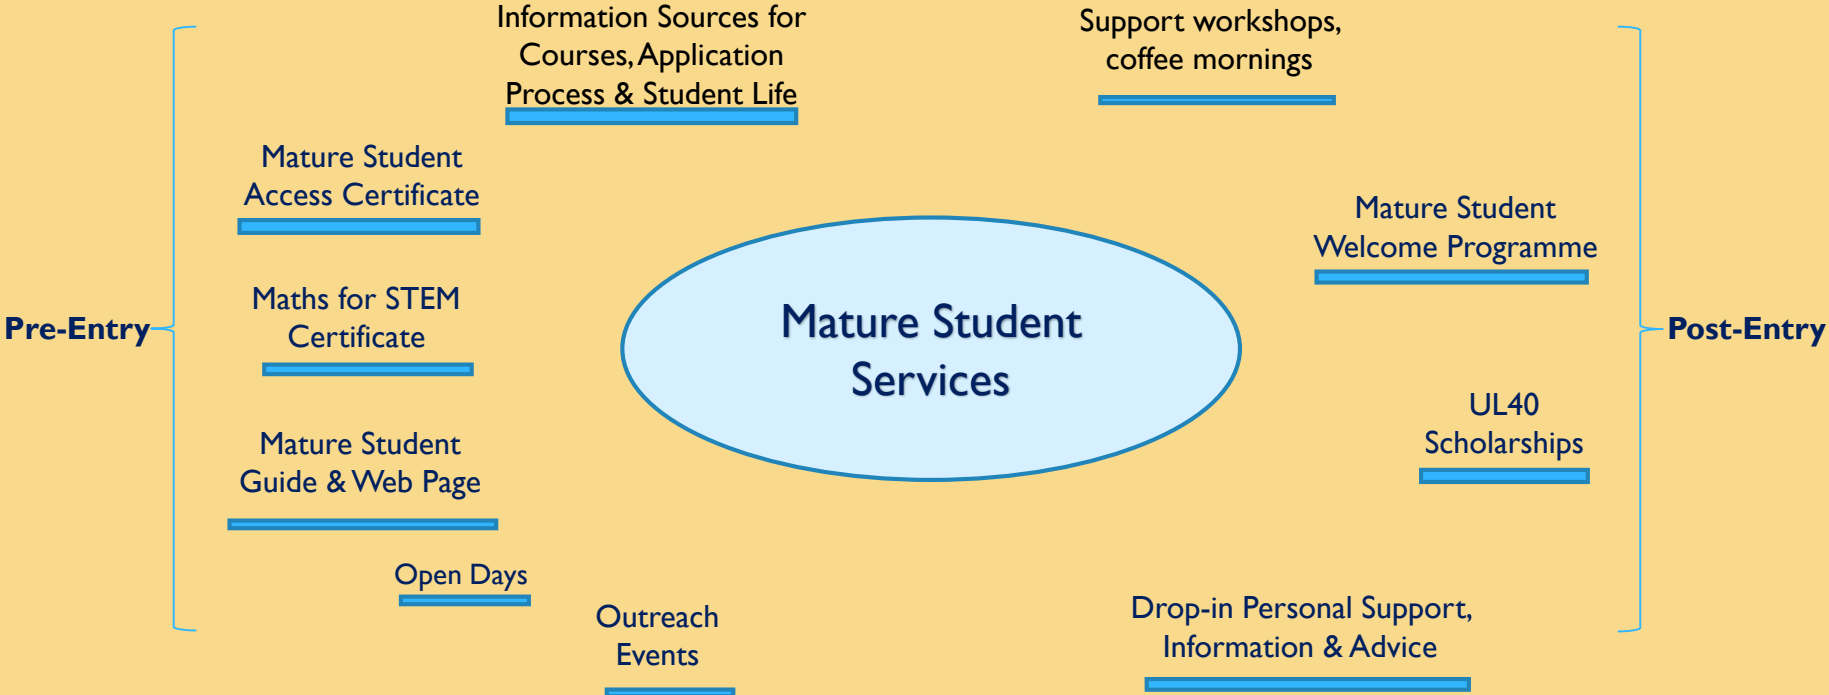 Information Sources for
Courses, Application
Process & Student Life
Support workshops,
coffee mornings
Mature Student
Access Certificate
Mature Student
Welcome Programme
Maths for STEM
Certificate
Pre-Entry
Mature Student
Services
Post-Entry
UL40
Scholarships
Mature Student
Guide & Web Page
Open Days
Outreach
Events
Drop-in Personal Support,
Information & Advice